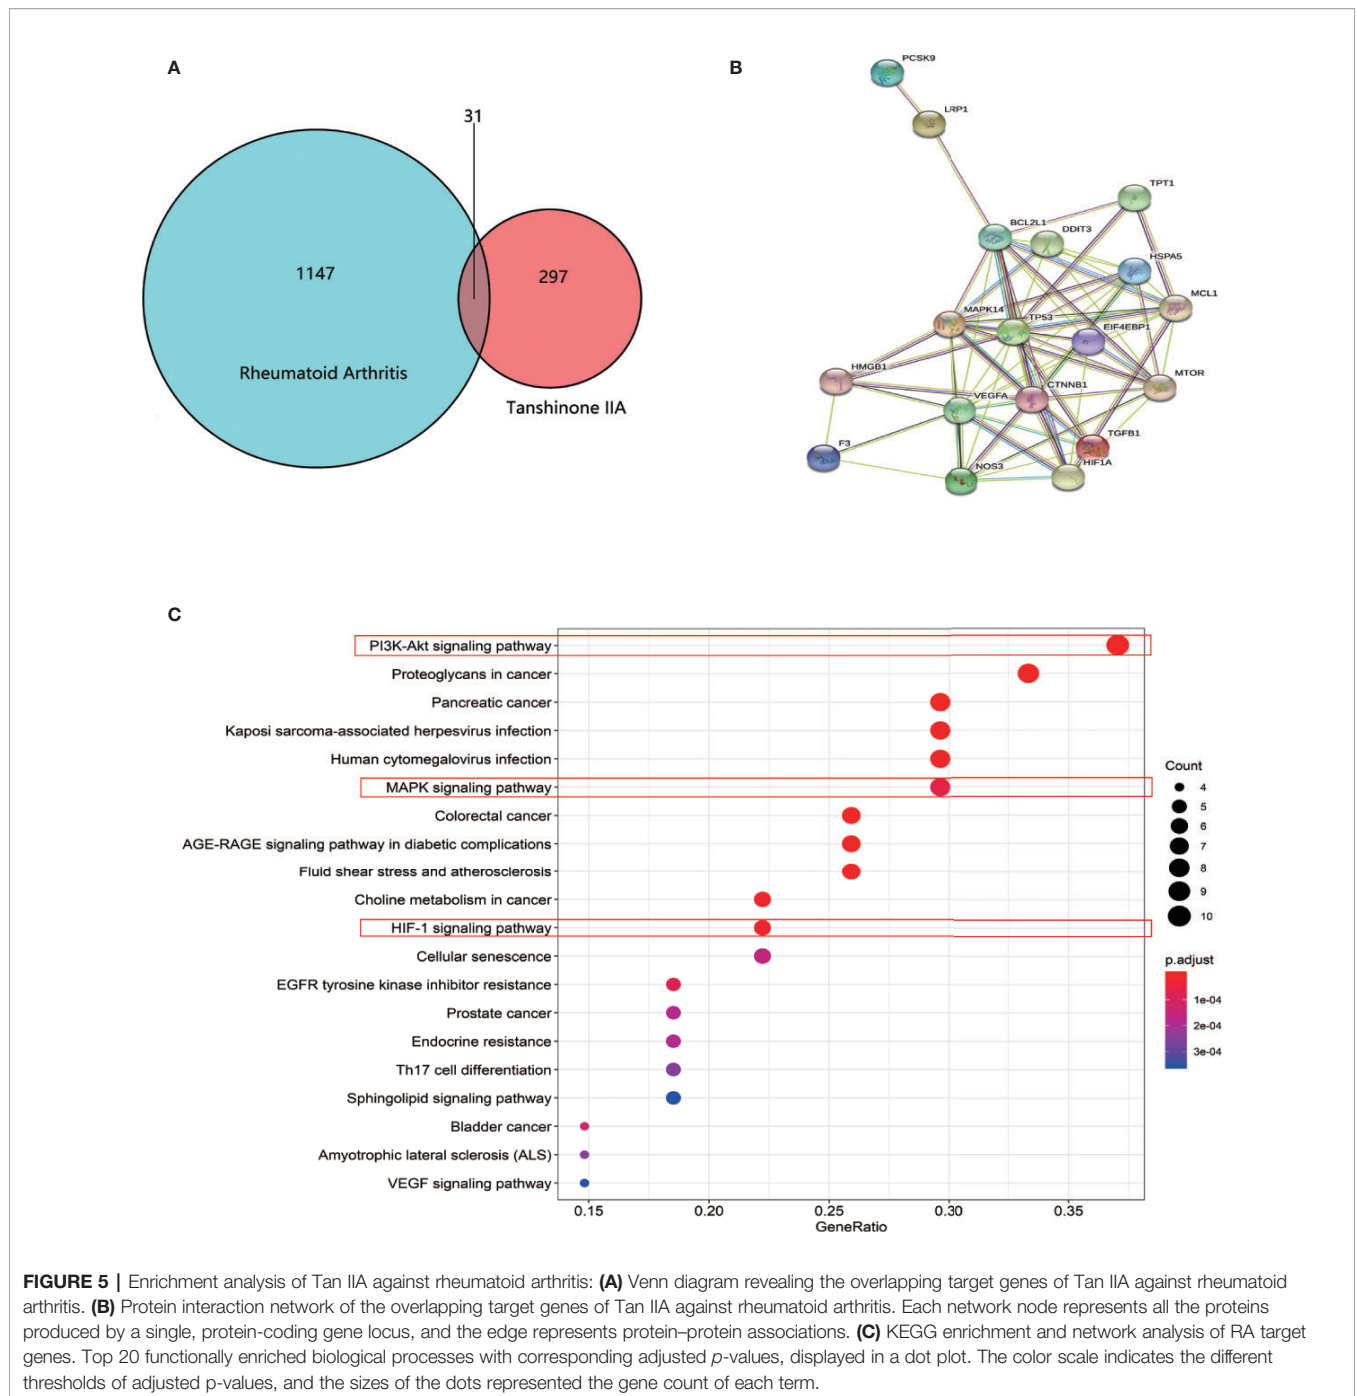 A
31
1147
297
Rheumatoid Arthritis
Tanshinone IIA
B
PCSK9
LRP1
TPT1
BCL2L1
DDIT3
HSPA5
MCL1
MAPK14
TP53
EIF4EBP1
HMGB1
CTNNB1
MTOR
VEGFA
TGFB1
F3
NOS3
HIF1A
C
PI3K-Akt signaling pathway
Proteoglycans in cancer
Pancreatic cancer
Kaposi sarcoma-associated herpesvirus infection
Human cytomegalovirus infection
MAPK signaling pathway
Colorectal cancer
AGE-RAGE signaling pathway in diabetic complications
Fluid shear stress and atherosclerosis
Choline metabolism in cancer
HIF-1 signaling pathway
Cellular senescence
EGFR tyrosine kinase inhibitor resistance
Prostate cancer
Endocrine resistance
Th17 cell differentiation
Sphingolipid signaling pathway
Bladder cancer
Amyotrophic lateral sclerosis (ALS)
VEGF signaling pathway
0.15 0.20 0.25 0.30 0.35
GeneRatio
Count
4
5
6
7
8
9
10
p.adjust
1e-04
2e-04
3e-04
FIGURE 5 | Enrichment analysis of Tan IIA against rheumatoid arthritis: (A) Venn diagram revealing the overlapping target genes of Tan IIA against rheumatoid
arthritis. (B) Protein interaction network of the overlapping target genes of Tan IIA against rheumatoid arthritis. Each network node represents all the proteins
produced by a single, protein-coding gene locus, and the edge represents protein–protein associations. (C) KEGG enrichment and network analysis of RA target
genes. Top 20 functionally enriched biological processes with corresponding adjusted p-values, displayed in a dot plot. The color scale indicates the different
thresholds of adjusted p-values, and the sizes of the dots represented the gene count of each term.